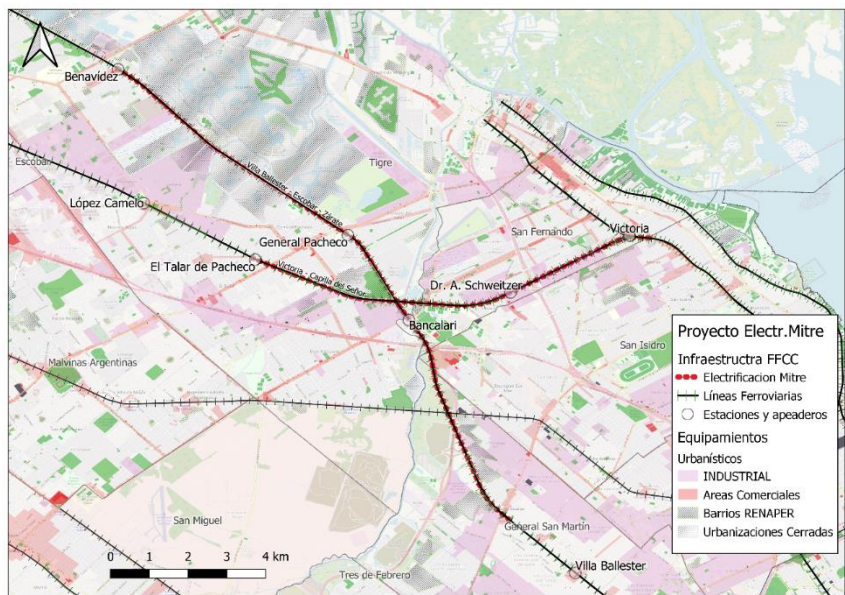 Benavídez
Escobar
Tigre
Villa Ballester - Escobar - Zárate
López Camelo
General Pacheco
San Fernando
Victoria
El Talar de Pacheco
Victoria - Capilla del Señor
Dr. A. Schweitzer
Bancalari
San Isidro
Malvinas Argentinas
San Miguel
General San Martín
Villa Ballester
Tres de Febrero
0 1 2 3 4 km
Proyecto Electr.Mitre
Infraestructra FFCC
Electrificacion Mitre
Líneas Ferroviarias
Estaciones y apeaderos
Equipamientos
Urbanísticos
INDUSTRIAL
Areas Comerciales
Barrios RENAPER
Urbanizaciones Cerradas